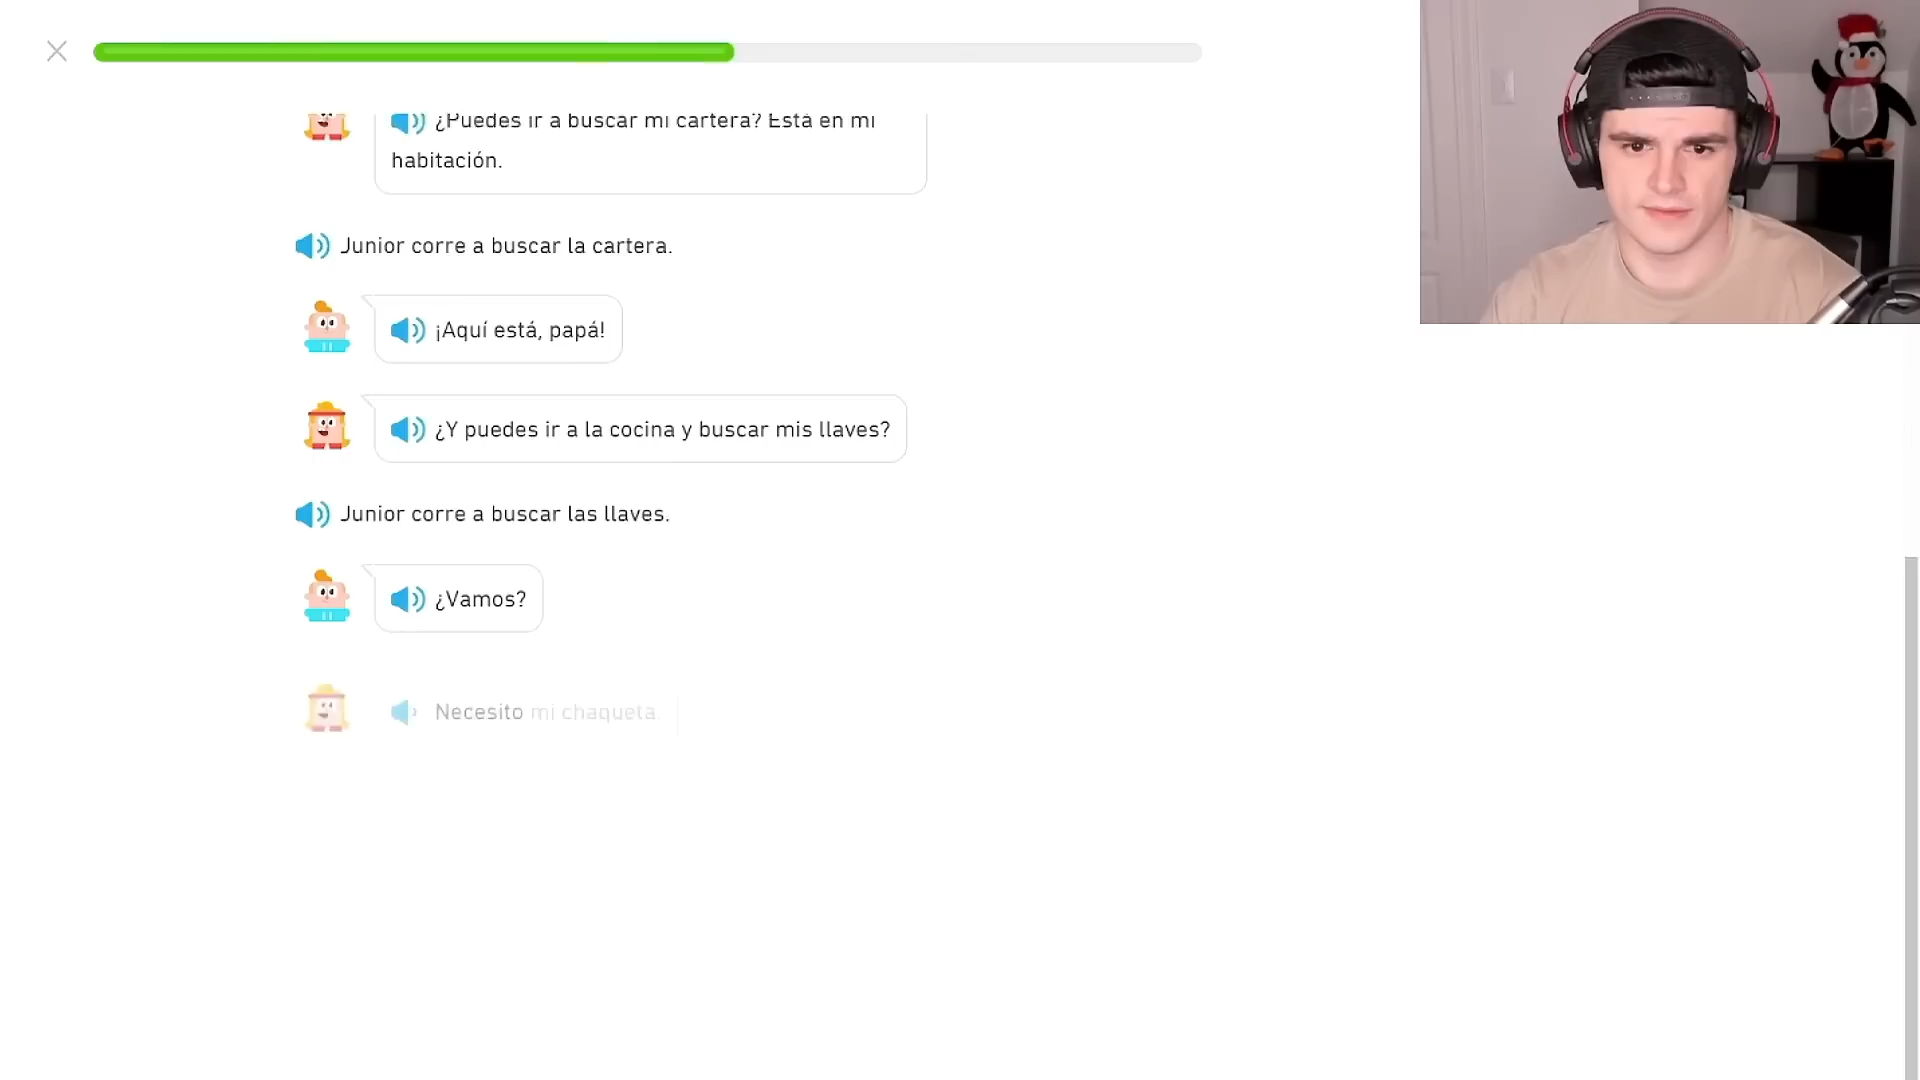 ¿Puedes ir a buscar mi cartera? Está en mi
habitación.
Junior corre a buscar la cartera.
¡Aquí está, papá!
¿Y puedes ir a la cocina y buscar mis llaves?
Junior corre a buscar las llaves.
¿Vamos?
Necesito mi chaqueta.